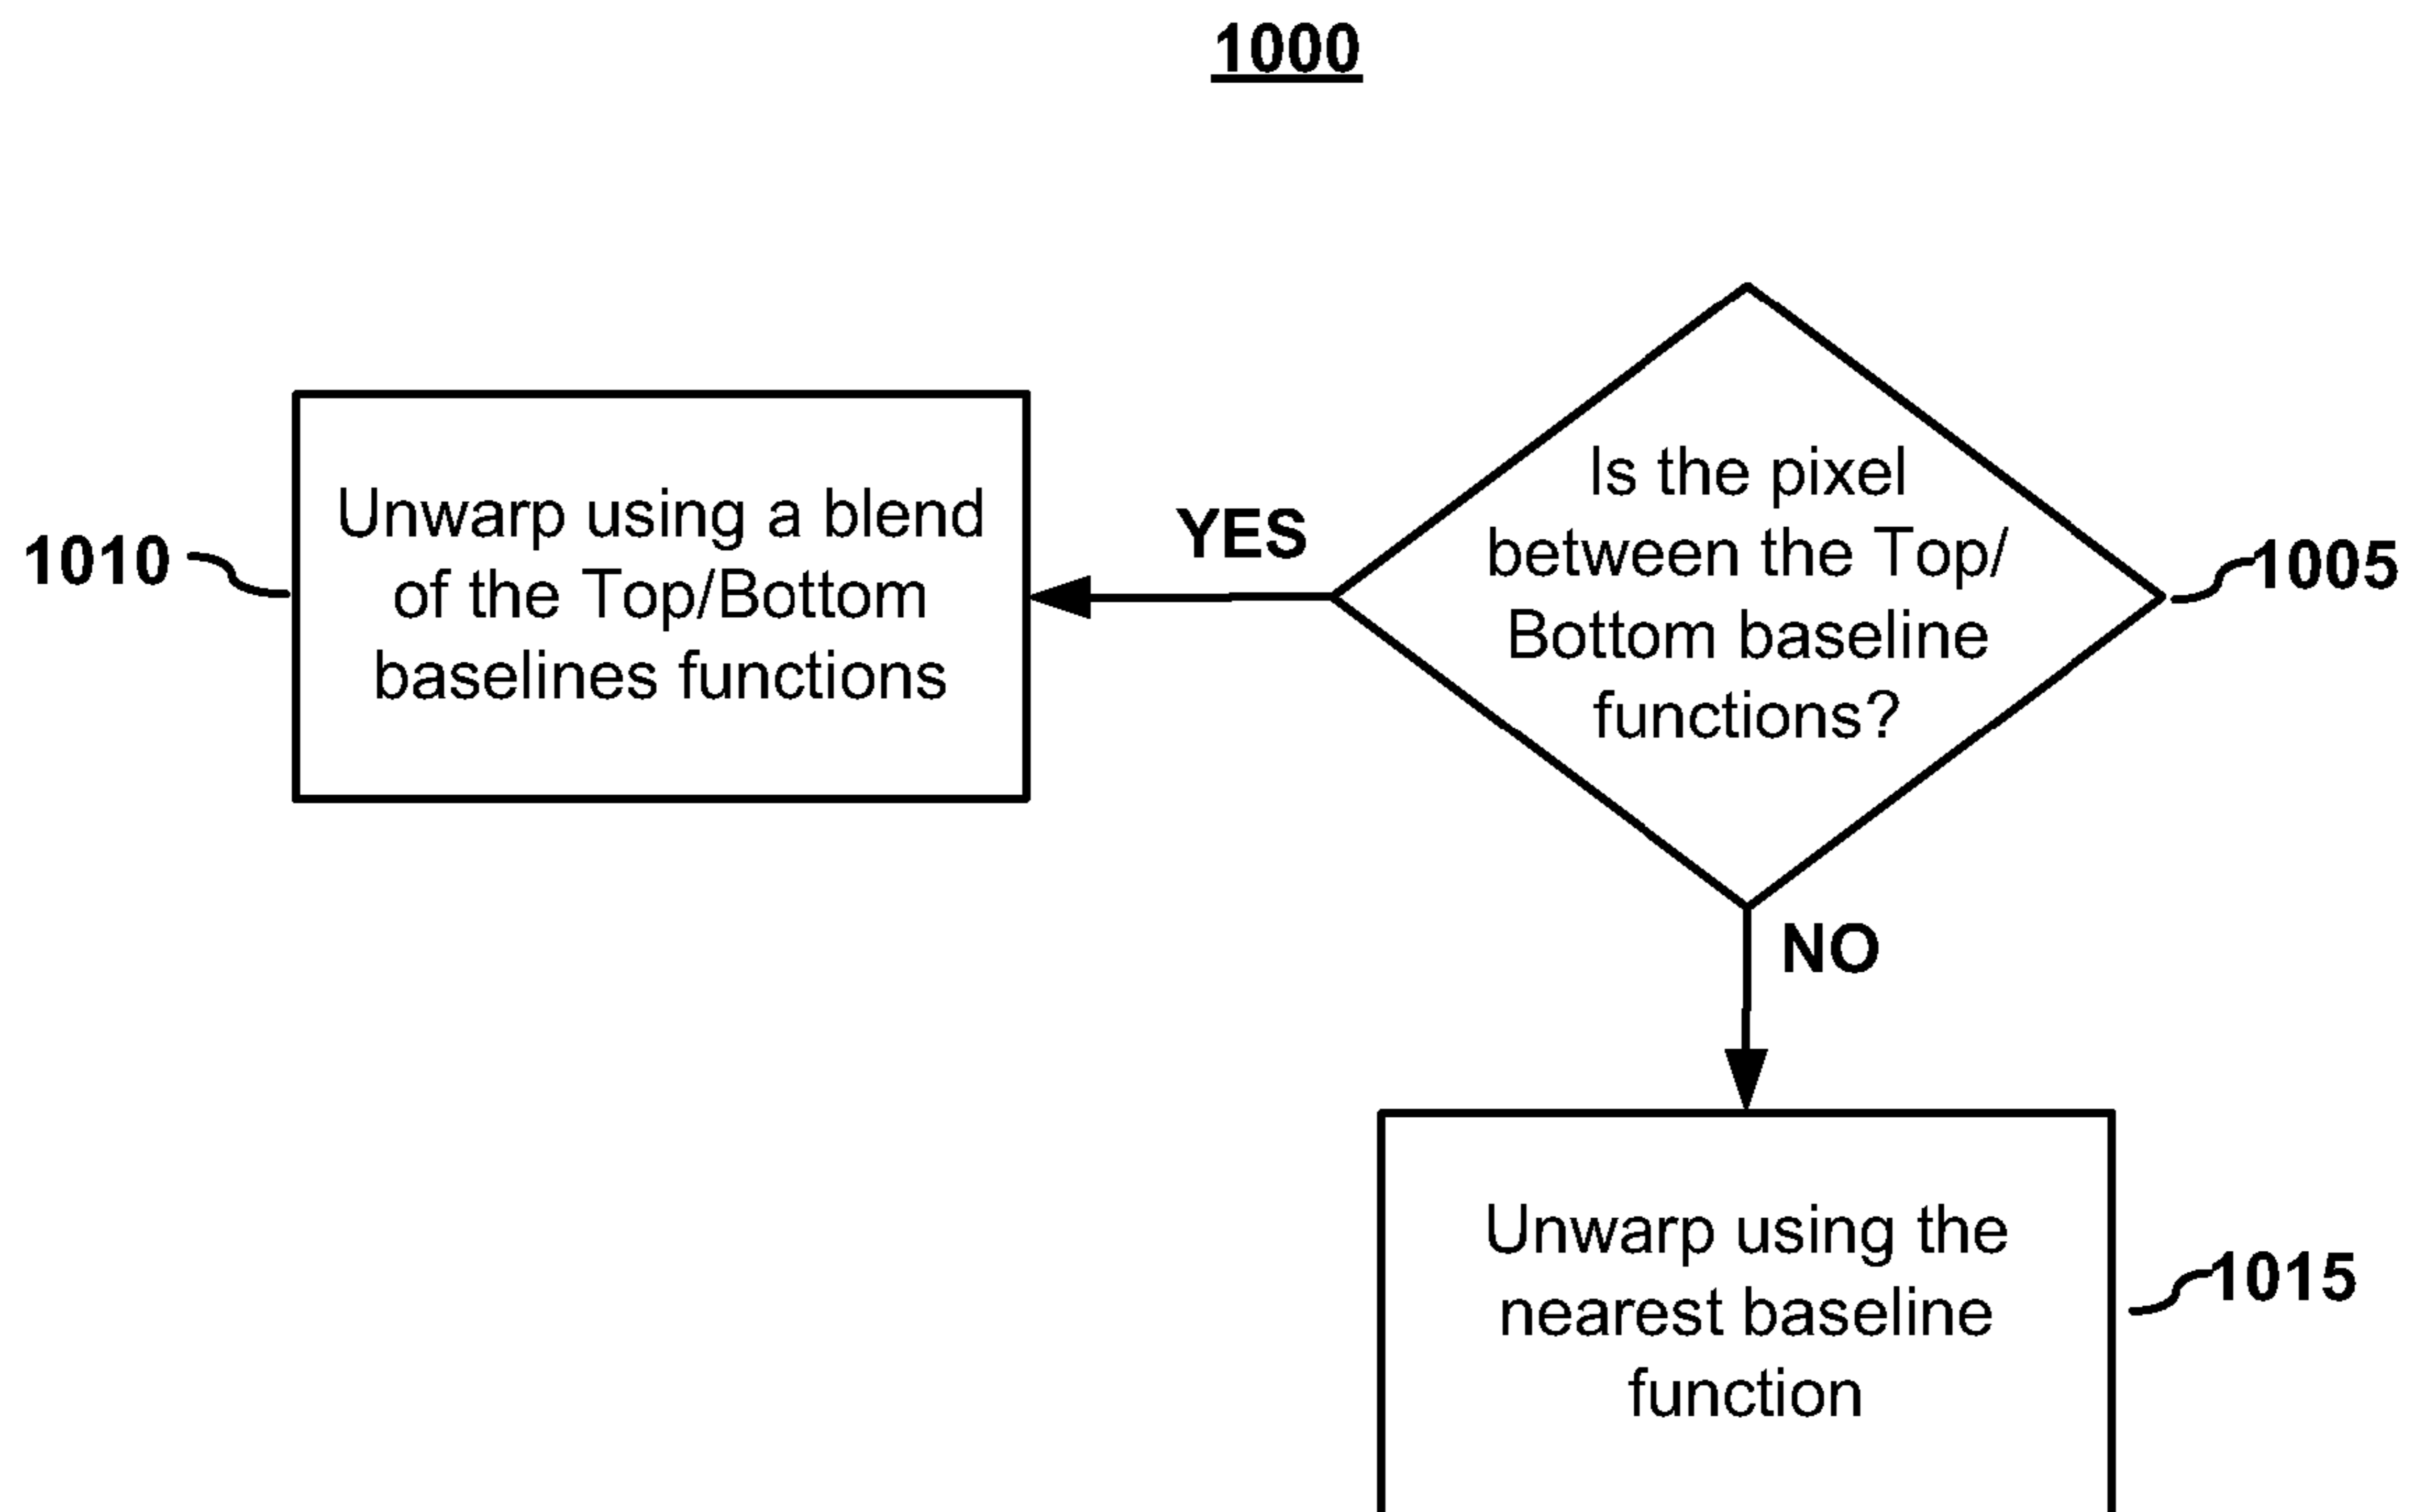 1000
Is the pixel
between the Top/
Bottom baseline
functions?
1005
YES
Unwarp using a blend
of the Top/Bottom
baselines functions
1010
NO
Unwarp using the
nearest baseline
function
1015